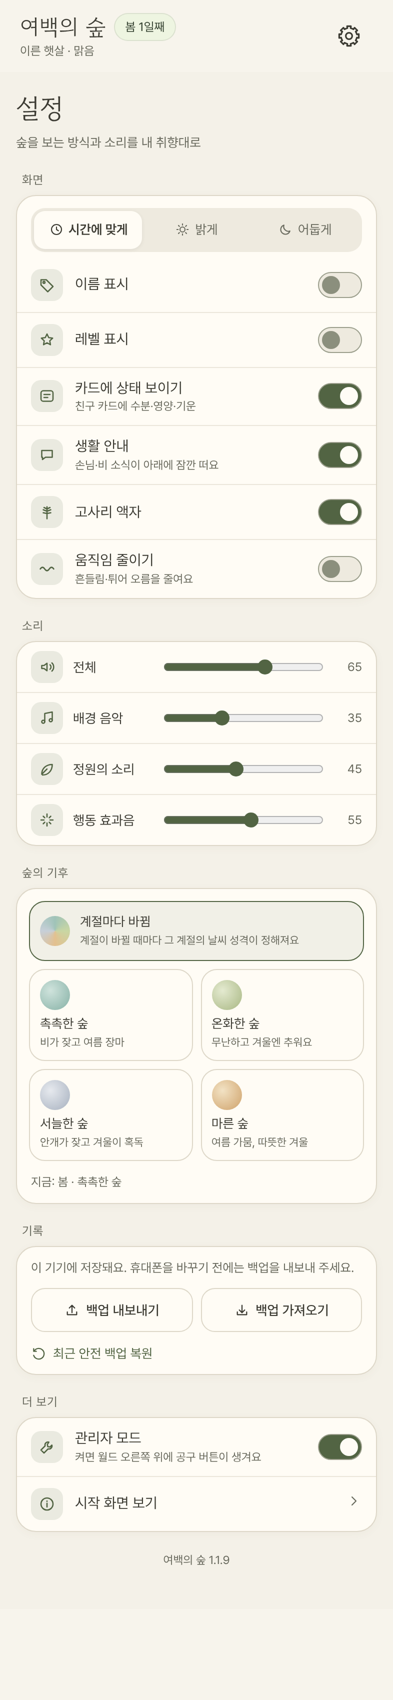 여백의 숲
봄 1일째
이른 햇살 · 맑음
설정
숲을 보는 방식과 소리를 내 취향대로
화면
시간에 맞게
밝게
어둡게
이름 표시
레벨 표시
카드에 상태 보이기
친구 카드에 수분·영양·기운
생활 안내
손님·비 소식이 아래에 잠깐 떠요
고사리 액자
움직임 줄이기
흔들림·튀어 오름을 줄여요
소리
전체 65
배경 음악 35
정원의 소리 45
행동 효과음 55
숲의 기후
계절마다 바뀜
계절이 바뀔 때마다 그 계절의 날씨 성격이 정해져요
촉촉한 숲
비가 잦고 여름 장마
온화한 숲
무난하고 겨울엔 추워요
서늘한 숲
안개가 잦고 겨울이 혹독
마른 숲
여름 가뭄, 따뜻한 겨울
지금: 봄 · 촉촉한 숲
기록
이 기기에 저장돼요. 휴대폰을 바꾸기 전에는 백업을 내보내 주세요.
백업 내보내기
백업 가져오기
최근 안전 백업 복원
더 보기
관리자 모드
켜면 월드 오른쪽 위에 공구 버튼이 생겨요
시작 화면 보기
여백의 숲 1.1.9